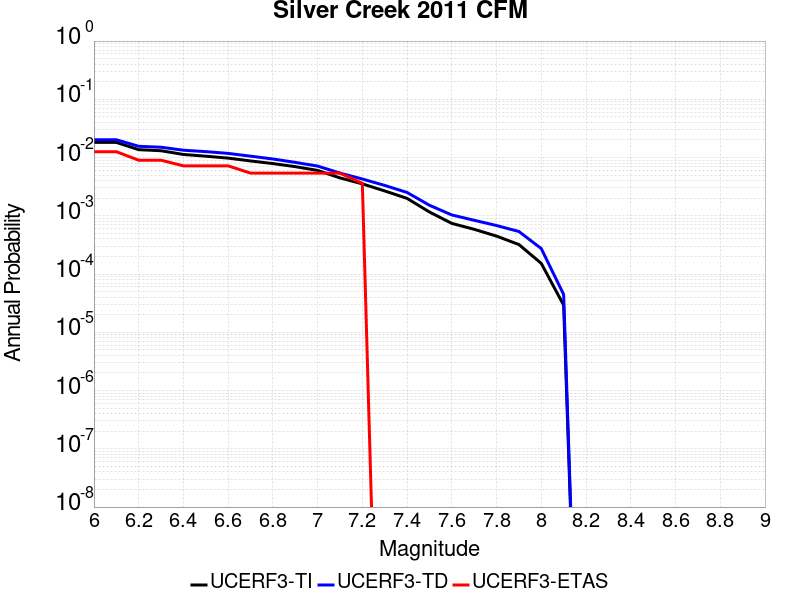 Silver Creek 2011 CFM
10^0
10^-1
10^-2
10^-3
10^-4
10^-5
10^-6
10^-7
10^-8
Annual Probability
6 6.2 6.4 6.6 6.8 7 7.2 7.4 7.6 7.8 8 8.2 8.4 8.6 8.8 9
Magnitude
UCERF3-TI UCERF3-TD UCERF3-ETAS